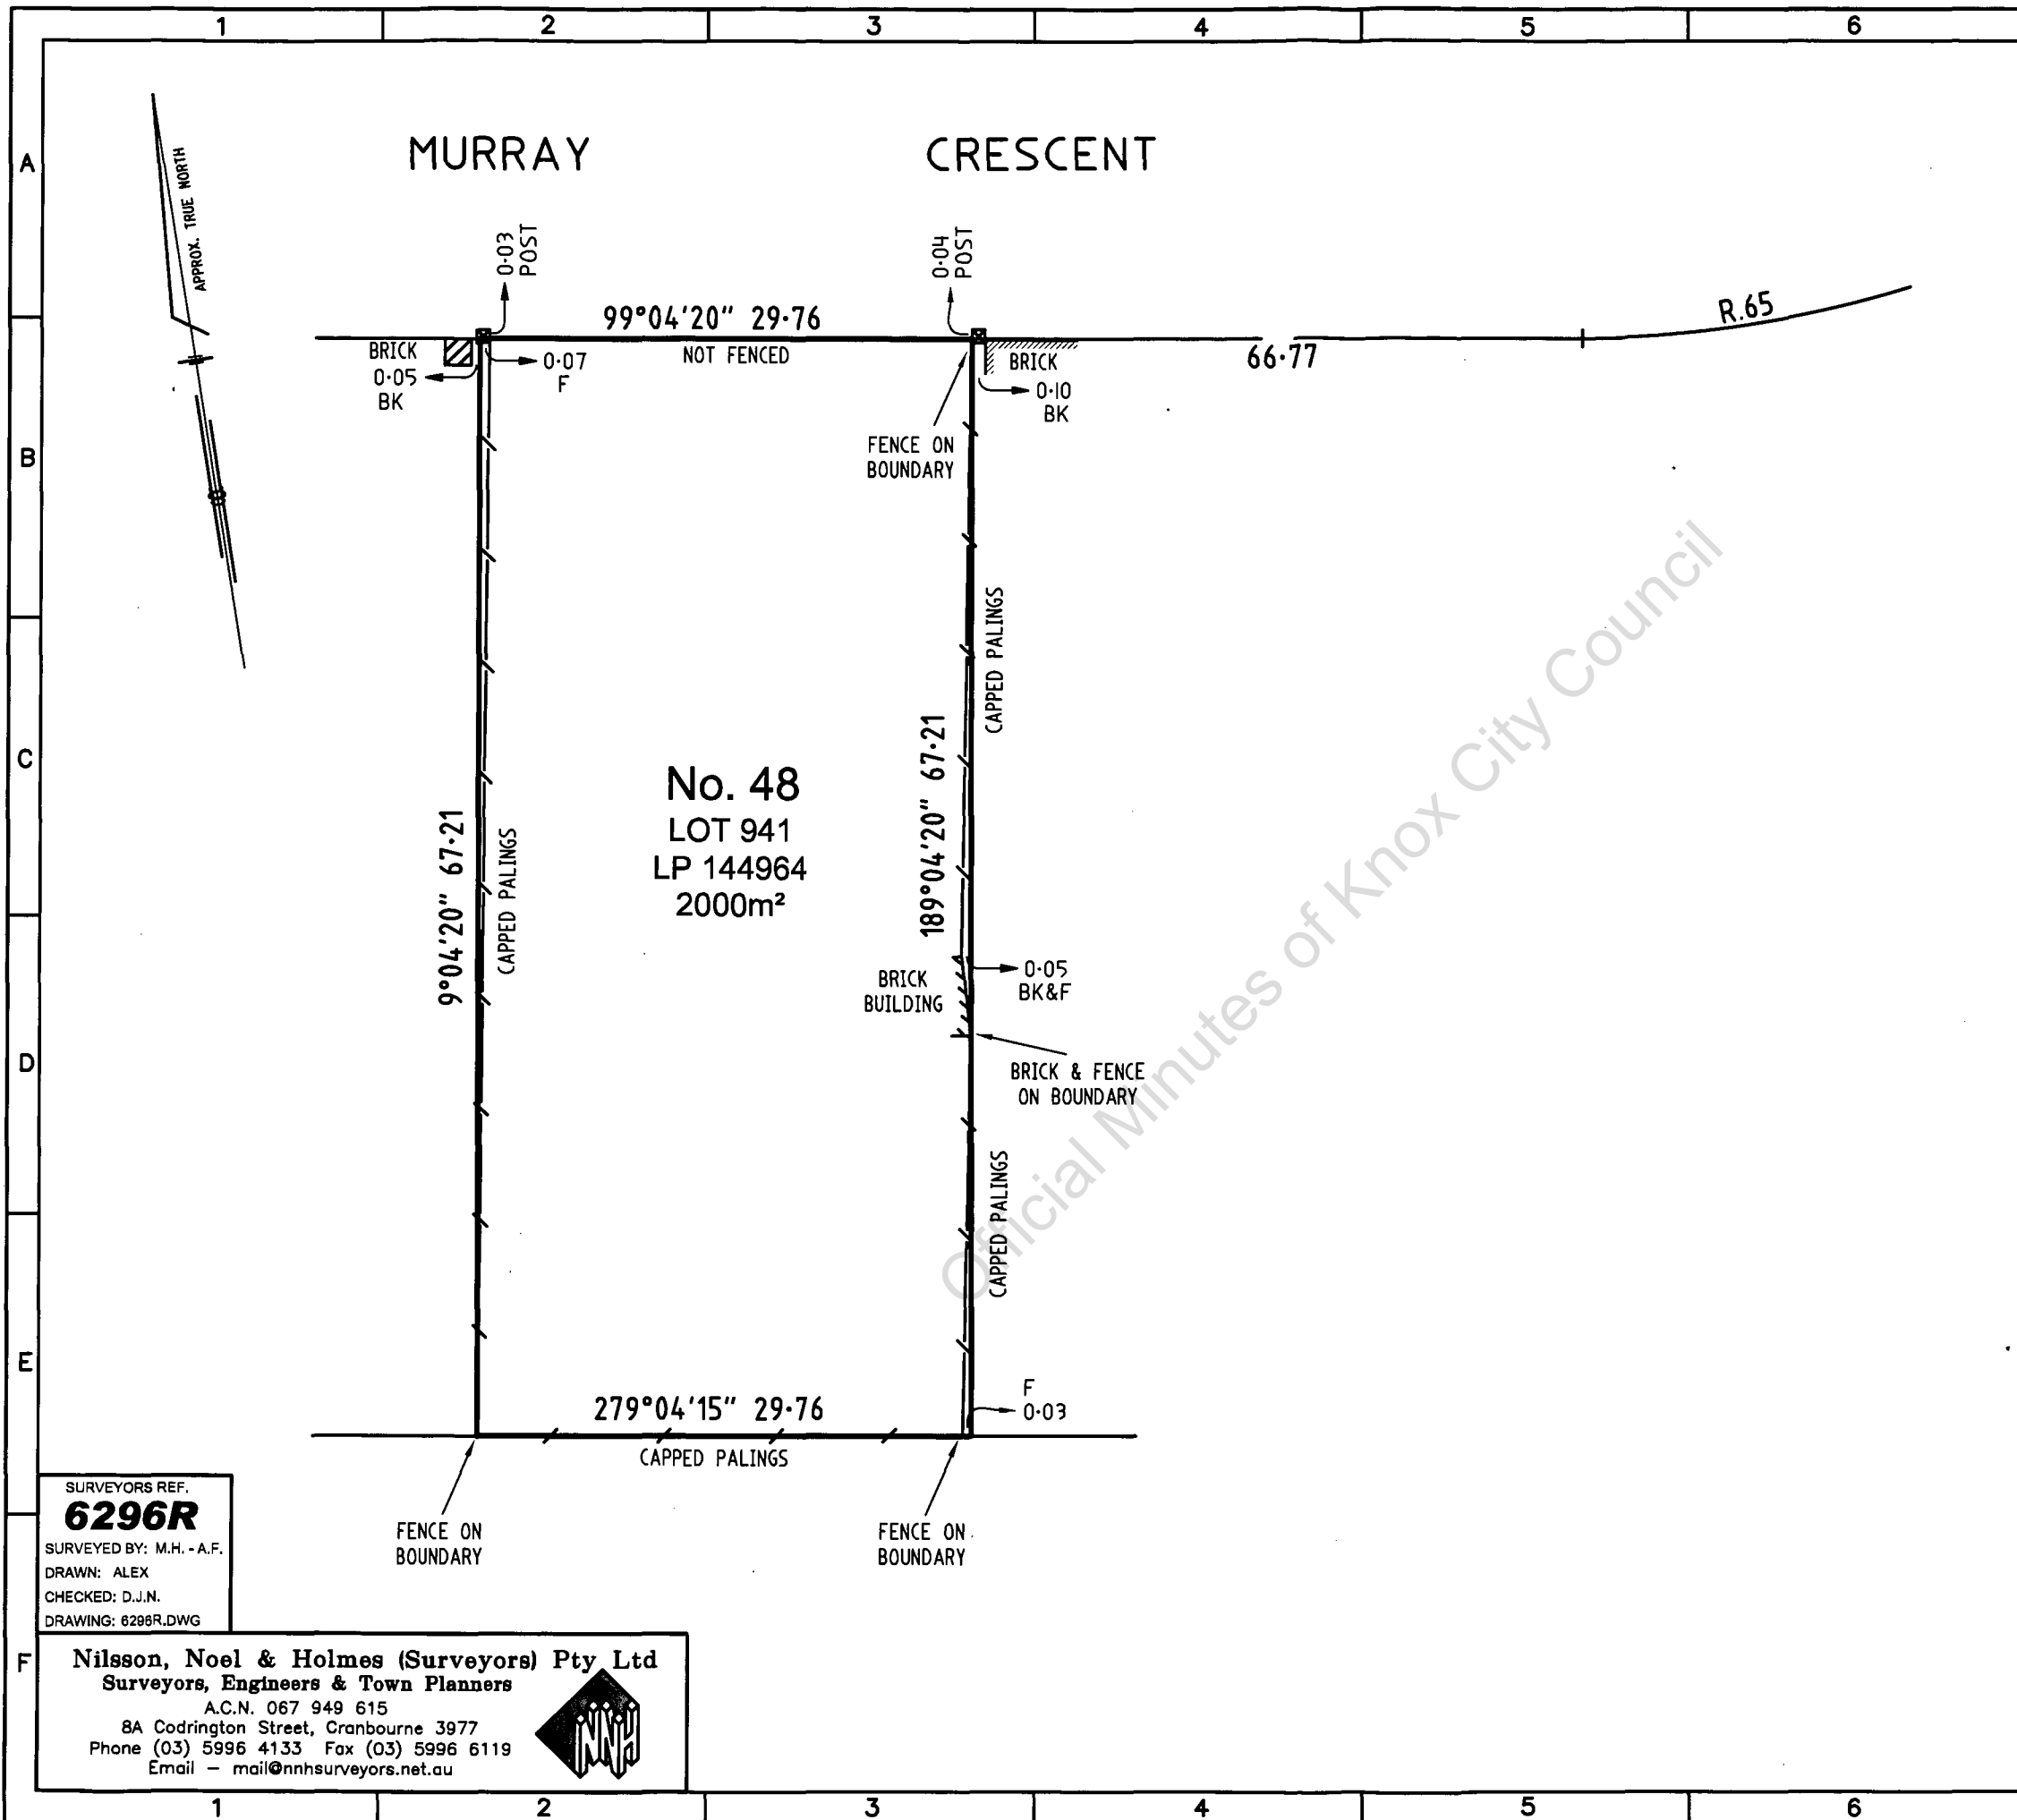 1 2 3 4 5 6
A
B
C
D
E
F
MURRAY CRESCENT
APPROX. TRUE NORTH
0·03
POST
0·04
POST
99°04'20" 29·76
NOT FENCED
R.65
66·77
BRICK
0·05
BK
0·07
F
BRICK
0·10
BK
FENCE ON
BOUNDARY
CAPPED PALINGS
189°04'20" 67·21
No. 48
LOT 941
LP 144964
2000m²
9°04'20" 67·21
CAPPED PALINGS
BRICK
BUILDING
0·05
BK&F
BRICK & FENCE
ON BOUNDARY
CAPPED PALINGS
F
0·03
279°04'15" 29·76
CAPPED PALINGS
FENCE ON
BOUNDARY
FENCE ON
BOUNDARY
Official Minutes of Knox City Council
SURVEYORS REF.
6296R
SURVEYED BY: M.H. - A.F.
DRAWN: ALEX
CHECKED: D.J.N.
DRAWING: 6296R.DWG
Nilsson, Noel & Holmes (Surveyors) Pty Ltd
Surveyors, Engineers & Town Planners
A.C.N. 067 949 615
8A Codrington Street, Cranbourne 3977
Phone (03) 5996 4133 Fax (03) 5996 6119
Email – mail@nnhsurveyors.net.au
NNH
1 2 3 4 5 6